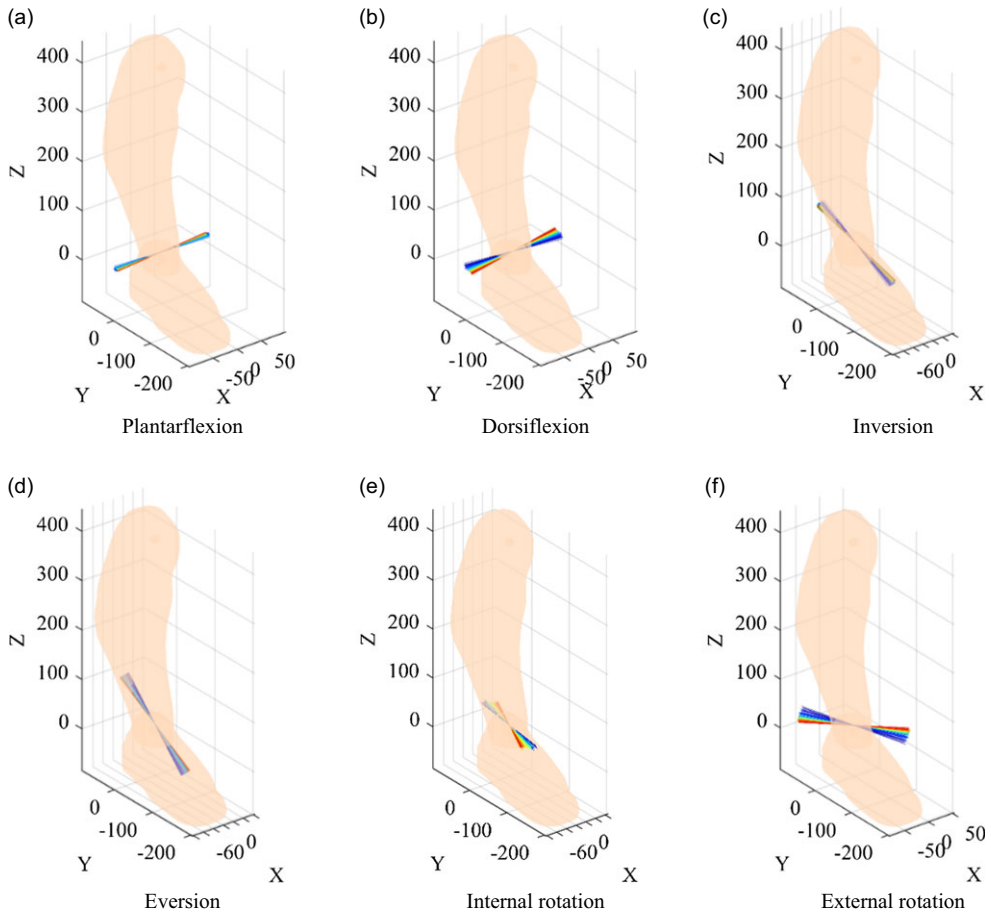 (a)
400
300
200
100
0
Z
0
-100
-200
Y
-50
0
50
X
Plantarflexion
(b)
400
300
200
100
0
Z
0
-100
-200
Y
-50
0
50
X
Dorsiflexion
(c)
400
300
200
100
0
Z
0
-100
-200
Y
-60
0
X
Inversion
(d)
400
300
200
100
0
Z
0
-100
-200
Y
-60
0
X
Eversion
(e)
400
300
200
100
0
Z
0
-100
-200
Y
-60
0
X
Internal rotation
(f)
400
300
200
100
0
Z
0
-100
-200
Y
-50
0
50
X
External rotation